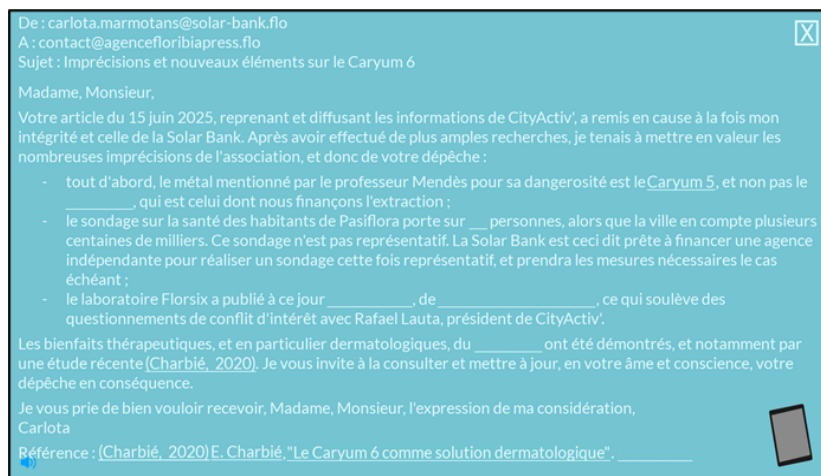 De : carlota.marmotans@solar-bank.flo
X
A : contact@agencefloribiapress.flo
Sujet : Imprécisions et nouveaux éléments sur le Caryum 6
Madame, Monsieur,
Votre article du 15 juin 2025, reprenant et diffusant les informations de CityActiv', a remis en cause à la fois mon
intégrité et celle de la Solar Bank. Après avoir effectué de plus amples recherches, je tenais à mettre en valeur les
nombreuses imprécisions de l'association, et donc de votre dépêche :
- tout d'abord, le métal mentionné par le professeur Mendès pour sa dangerosité est le Caryum 5, et non pas le
_________, qui est celui dont nous finançons l'extraction ;
- le sondage sur la santé des habitants de Pasiflora porte sur __ personnes, alors que la ville en compte plusieurs
centaines de milliers. Ce sondage n'est pas représentatif. La Solar Bank est ceci dit prête à financer une agence
indépendante pour réaliser un sondage cette fois représentatif, et prendra les mesures nécessaires le cas
échéant ;
- le laboratoire Florsix a publié à ce jour ___________, de _____________________, ce qui soulève des
questionnements de conflit d'intérêt avec Rafael Lauta, président de CityActiv'.
Les bienfaits thérapeutiques, et en particulier dermatologiques, du _________ ont été démontrés, et notamment par
une étude récente (Charbié, 2020). Je vous invite à la consulter et mettre à jour, en votre âme et conscience, votre
dépêche en conséquence.
Je vous prie de bien vouloir recevoir, Madame, Monsieur, l'expression de ma considération,
Carlota
Référence : (Charbié, 2020) E. Charbié. "Le Caryum 6 comme solution dermatologique". __________